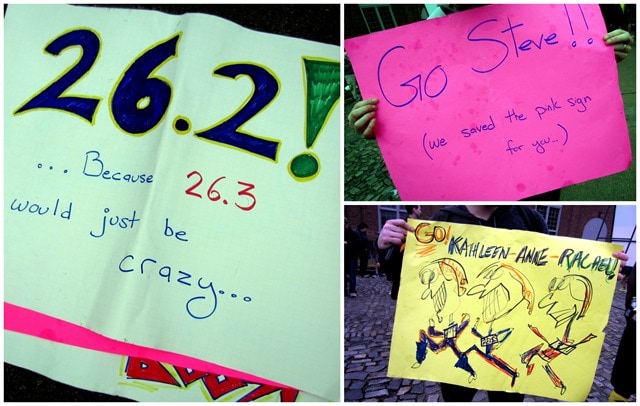 26.2!
... Because 26.3
would just be
crazy...
Go Steve!!
(we saved the pink sign
for you...)
GO! KAHLEEN-ANNE-RACHEL!